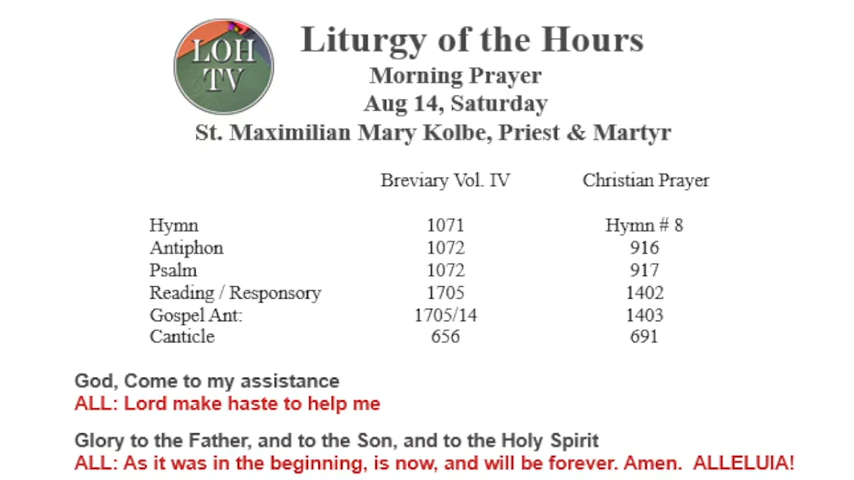 LOH
TV
Liturgy of the Hours
Morning Prayer
Aug 14, Saturday
St. Maximilian Mary Kolbe, Priest & Martyr
Breviary Vol. IV Christian Prayer
Hymn 1071 Hymn # 8
Antiphon 1072 916
Psalm 1072 917
Reading / Responsory 1705 1402
Gospel Ant: 1705/14 1403
Canticle 656 691
God, Come to my assistance
ALL: Lord make haste to help me
Glory to the Father, and to the Son, and to the Holy Spirit
ALL: As it was in the beginning, is now, and will be forever. Amen. ALLELUIA!